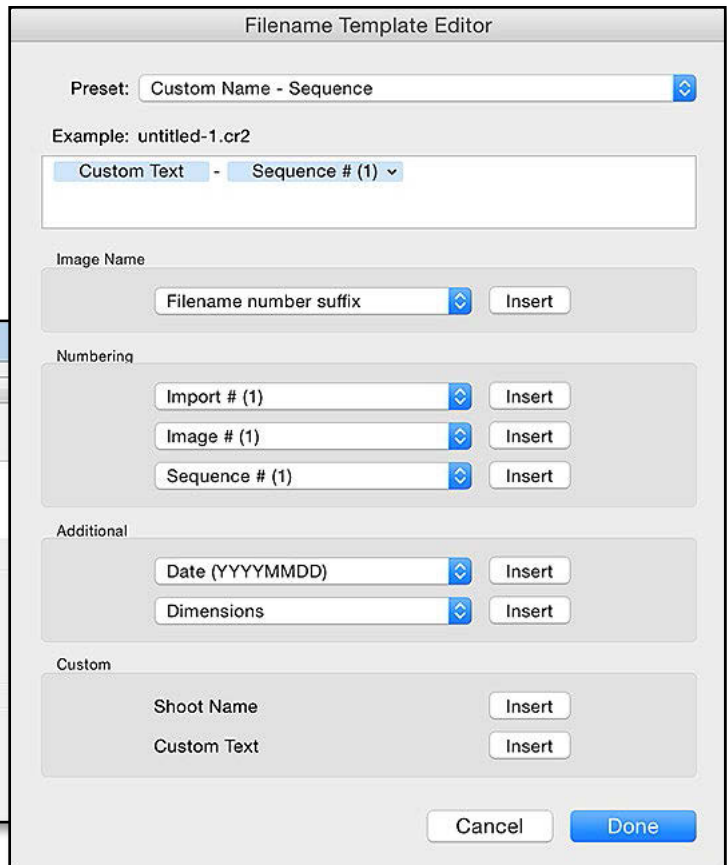 Filename Template Editor
Preset: Custom Name - Sequence
Example: untitled-1.cr2
Custom Text - Sequence # (1)
Image Name
Filename number suffix Insert
Numbering
Import # (1) Insert
Image # (1) Insert
Sequence # (1) Insert
Additional
Date (YYYYMMDD) Insert
Dimensions Insert
Custom
Shoot Name Insert
Custom Text Insert
Cancel Done